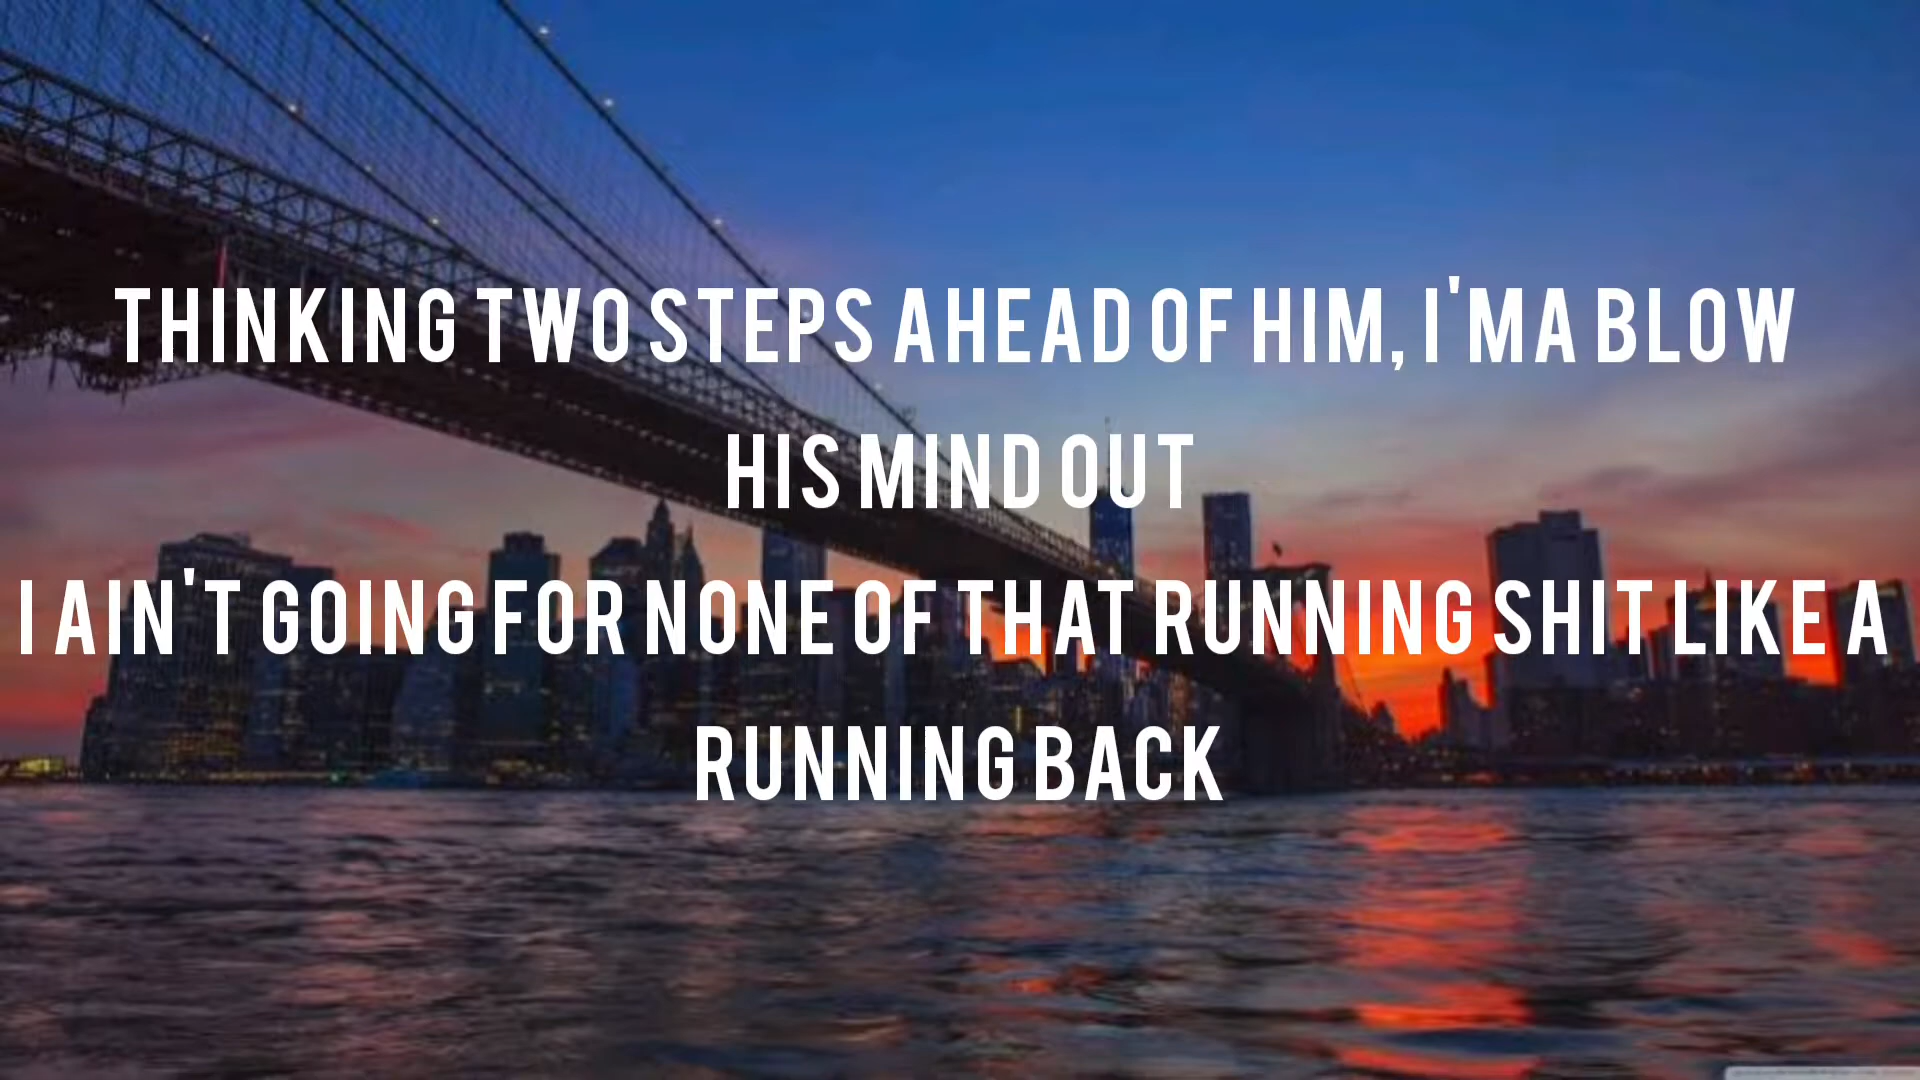 THINKING TWO STEPS AHEAD OF HIM, I'MA BLOW
HIS MIND OUT
I AIN'T GOING FOR NONE OF THAT RUNNING SHIT LIKE A
RUNNING BACK